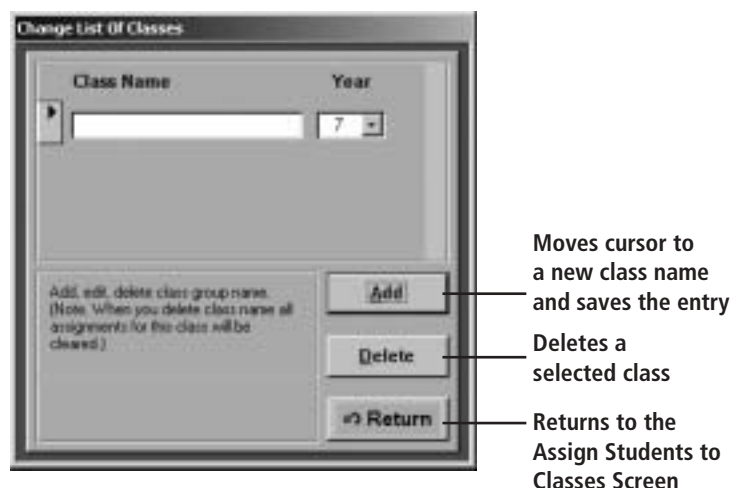 Change List Of Classes
Class Name Year
7
Add, edit, delete class group name.
(Note. When you delete class name all
assignments for this class will be
cleared.)
Add
Delete
Return
Moves cursor to
a new class name
and saves the entry
Deletes a
selected class
Returns to the
Assign Students to
Classes Screen